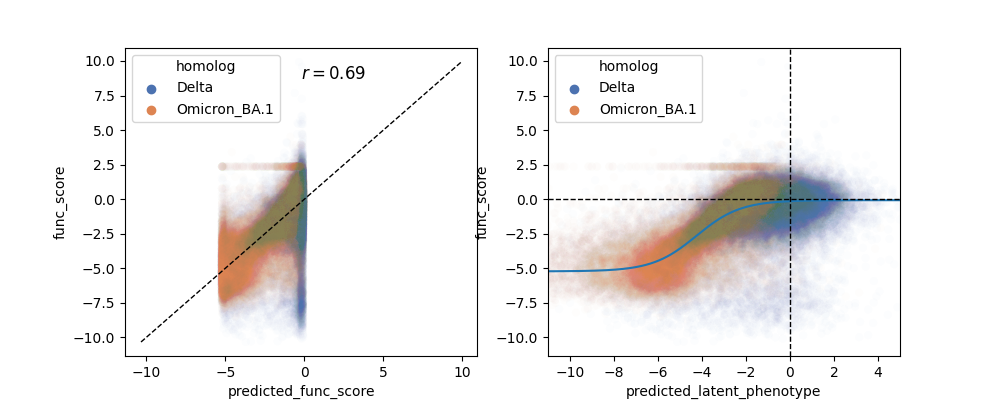 homolog
Delta
Omicron_BA.1
r = 0.69
10.0
7.5
5.0
2.5
0.0
−2.5
−5.0
−7.5
−10.0
func_score
−10
−5
0
5
10
predicted_func_score
homolog
Delta
Omicron_BA.1
10.0
7.5
5.0
2.5
0.0
−2.5
−5.0
−7.5
−10.0
func_score
−10
−8
−6
−4
−2
0
2
4
predicted_latent_phenotype